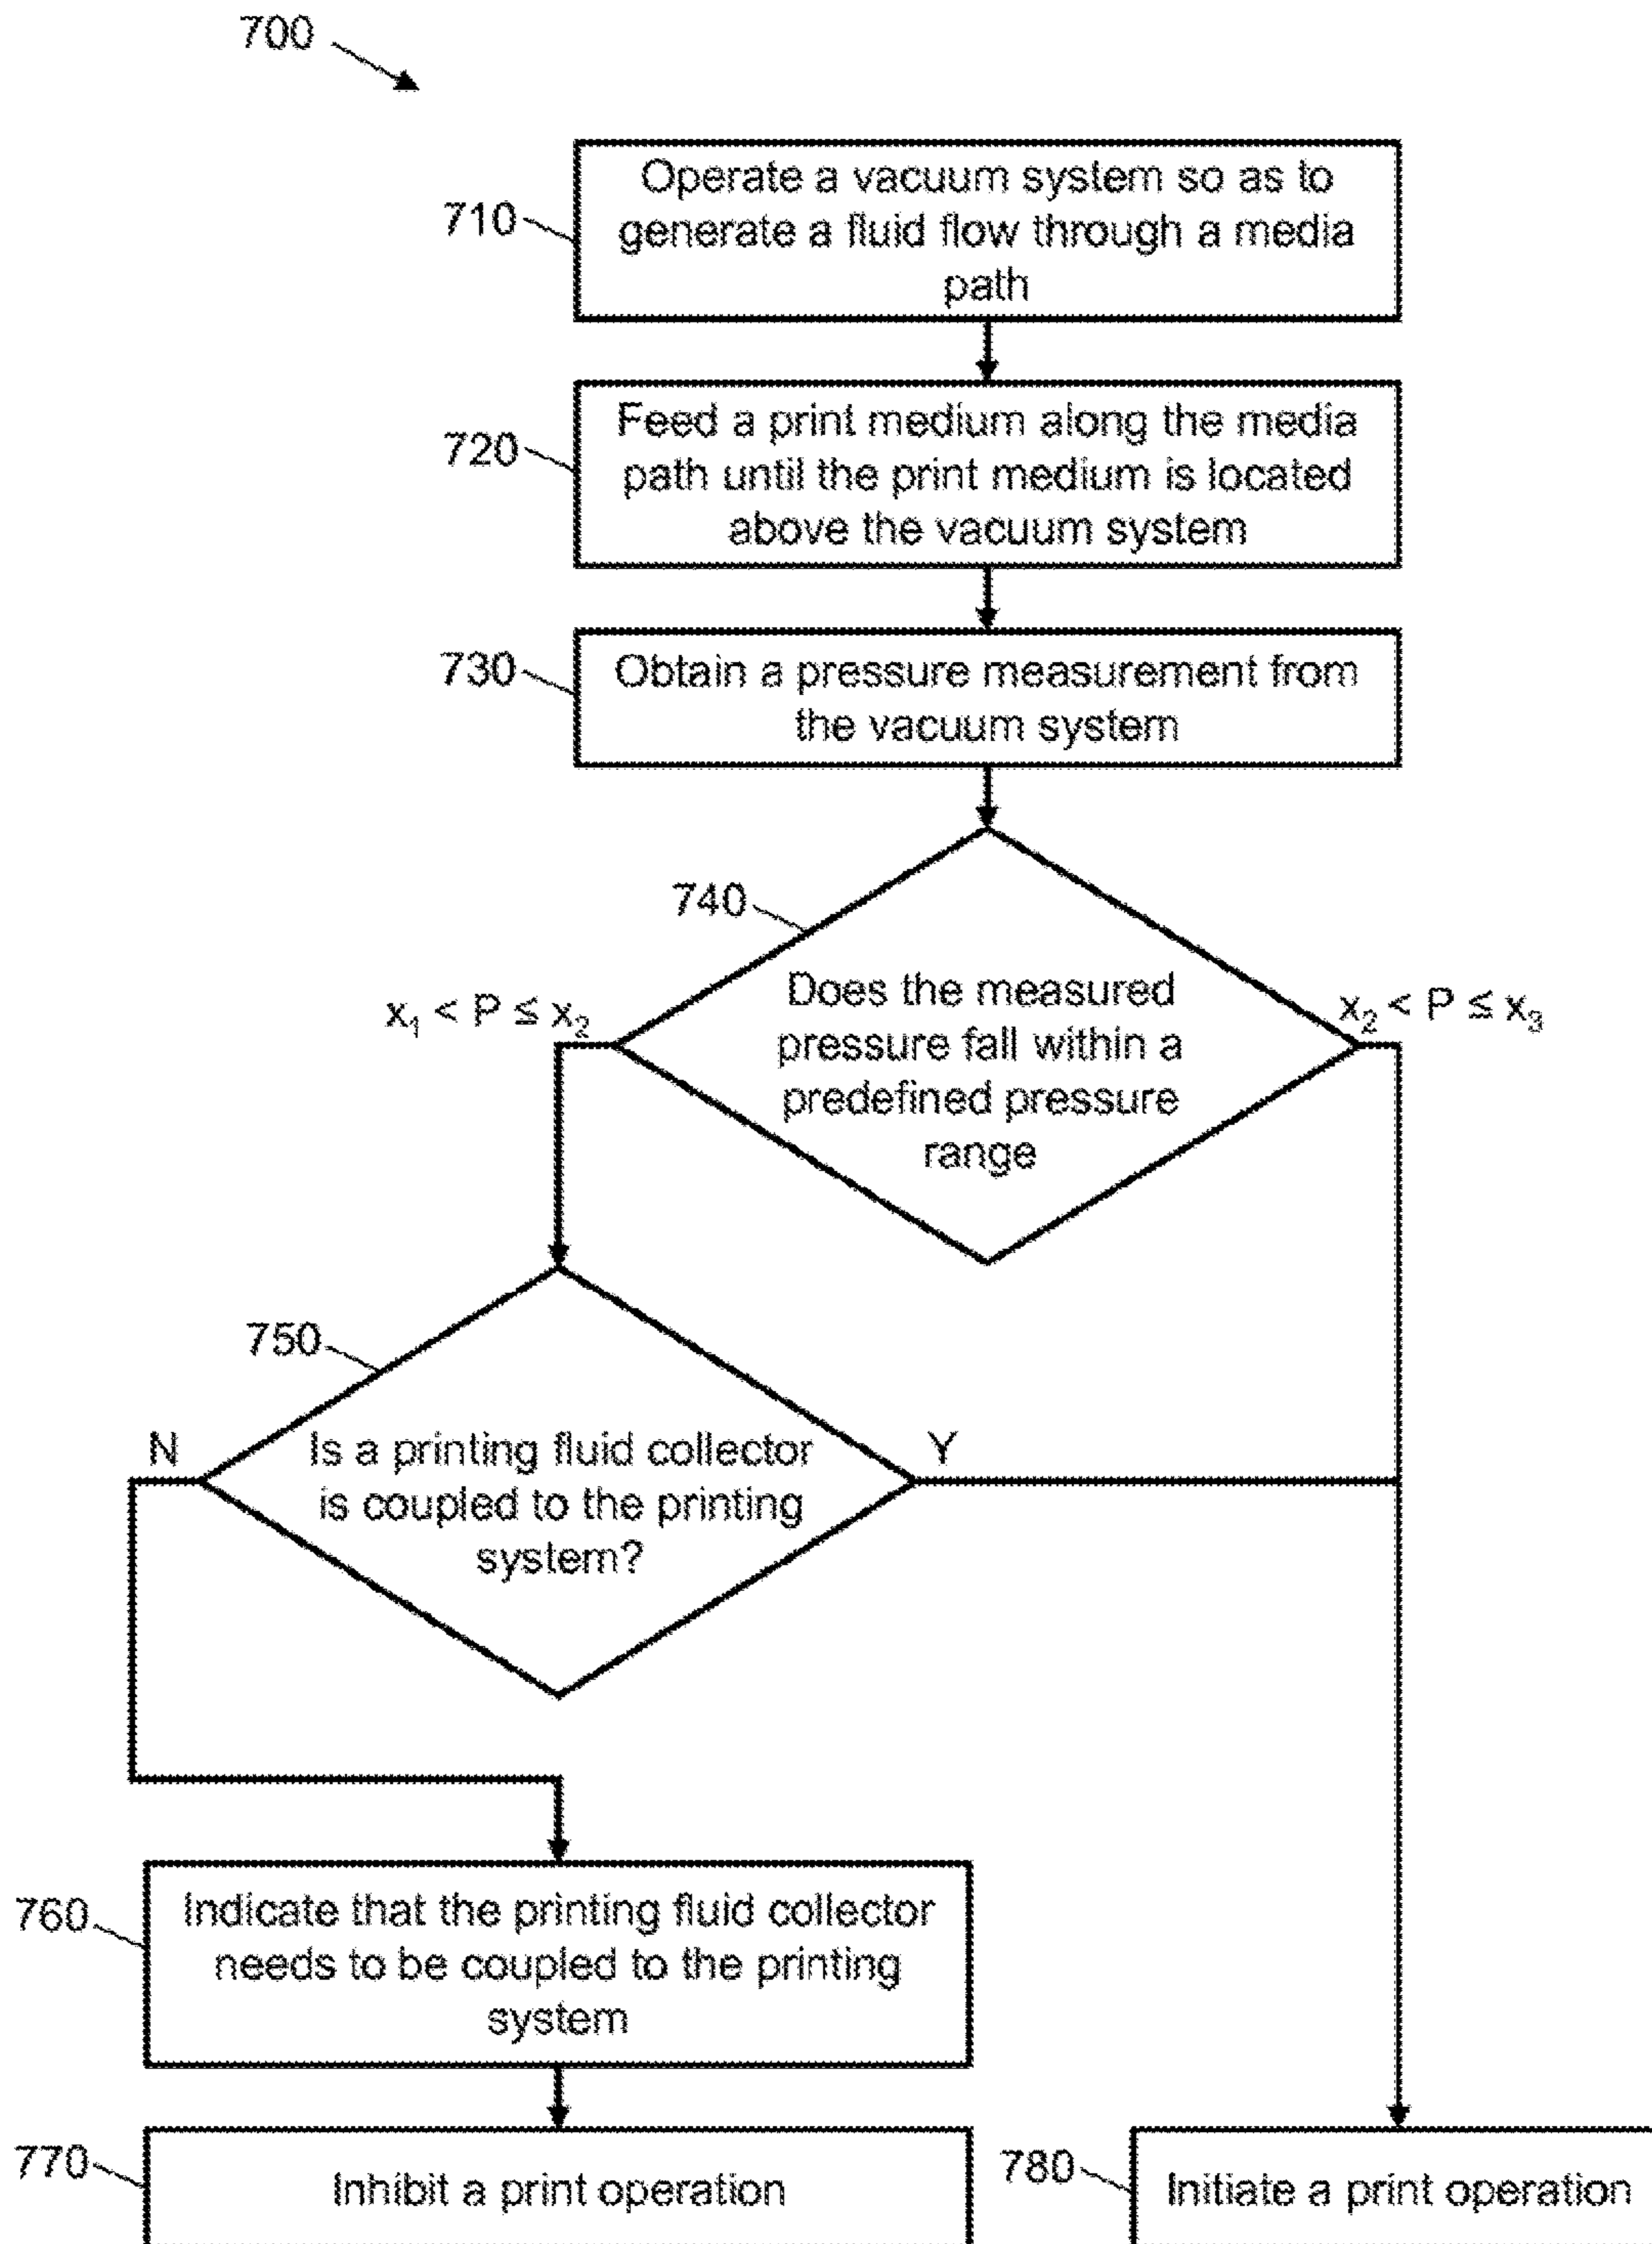 700
710
Operate a vacuum system so as to
generate a fluid flow through a media
path
720
Feed a print medium along the media
path until the print medium is located
above the vacuum system
730
Obtain a pressure measurement from
the vacuum system
740
Does the measured
pressure fall within a
predefined pressure
range
x₁ < P ≤ x₂
x₂ < P ≤ x₃
750
N
Is a printing fluid collector
is coupled to the printing
system?
Y
760
Indicate that the printing fluid collector
needs to be coupled to the printing
system
770
Inhibit a print operation
780
Initiate a print operation